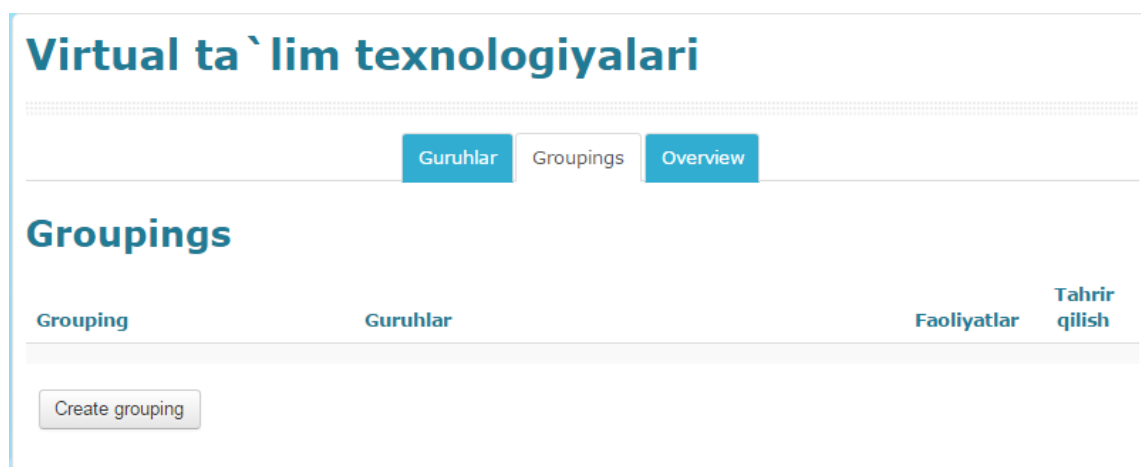 Virtual ta`lim texnologiyalari
Guruhlar Groupings Overview
Groupings
Grouping Guruhlar Faoliyatlar Tahrir qilish
Create grouping